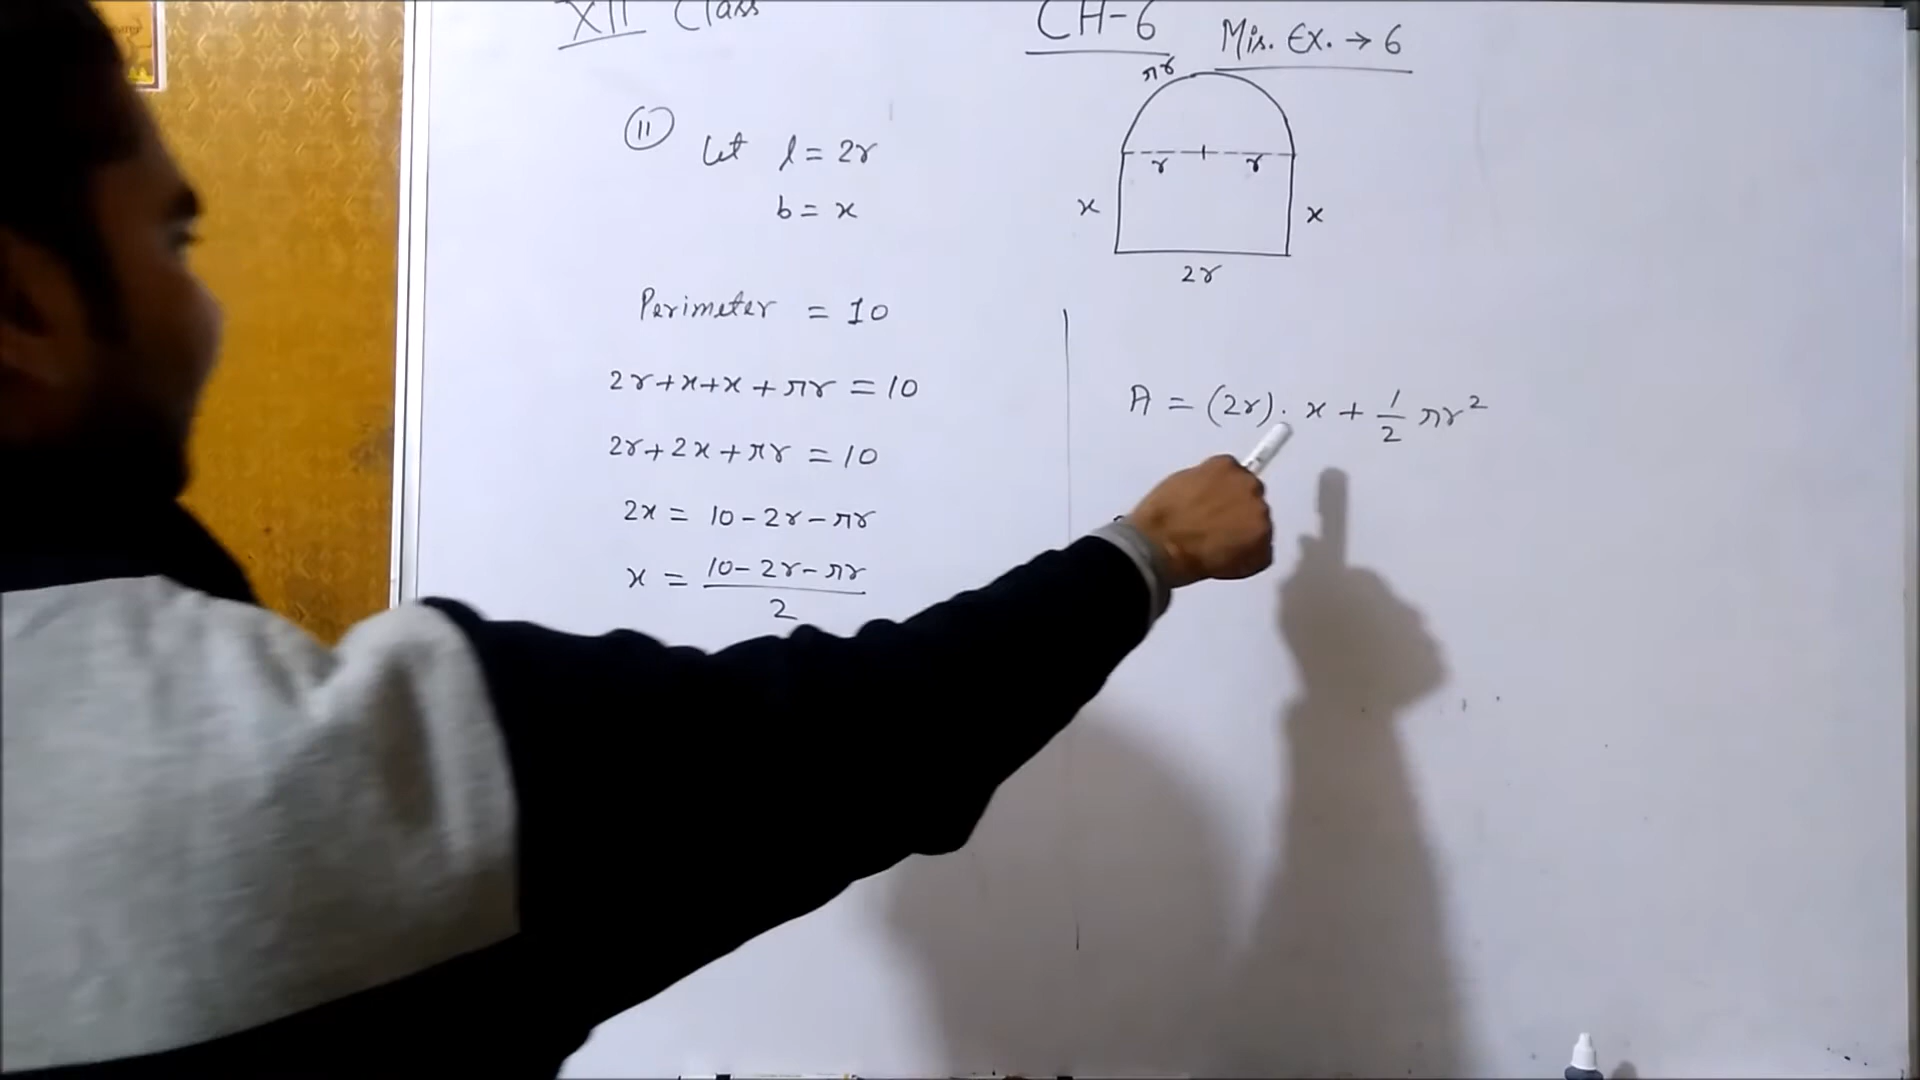 XII Class
CH-6
Mis. Ex. → 6
11
Let l = 2r
b = x
Perimeter = 10
2r+x+x+πr = 10
2r+2x+πr = 10
2x = 10-2r-πr
x = (10-2r-πr)/2
πr
r r
x x
2r
A = (2r). x + 1/2 πr²